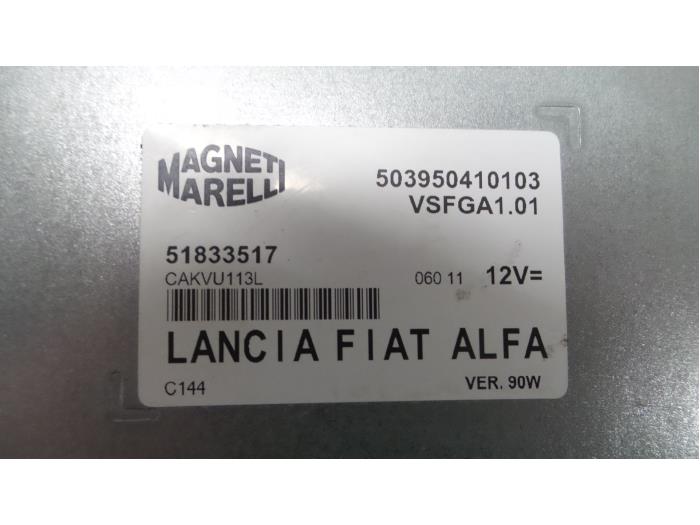 MAGNETI
MARELLI
503950410103
VSFGA1.01
51833517
CAKVU113L
060 11 12V=
LANCIA FIAT ALFA
C144
VER. 90W